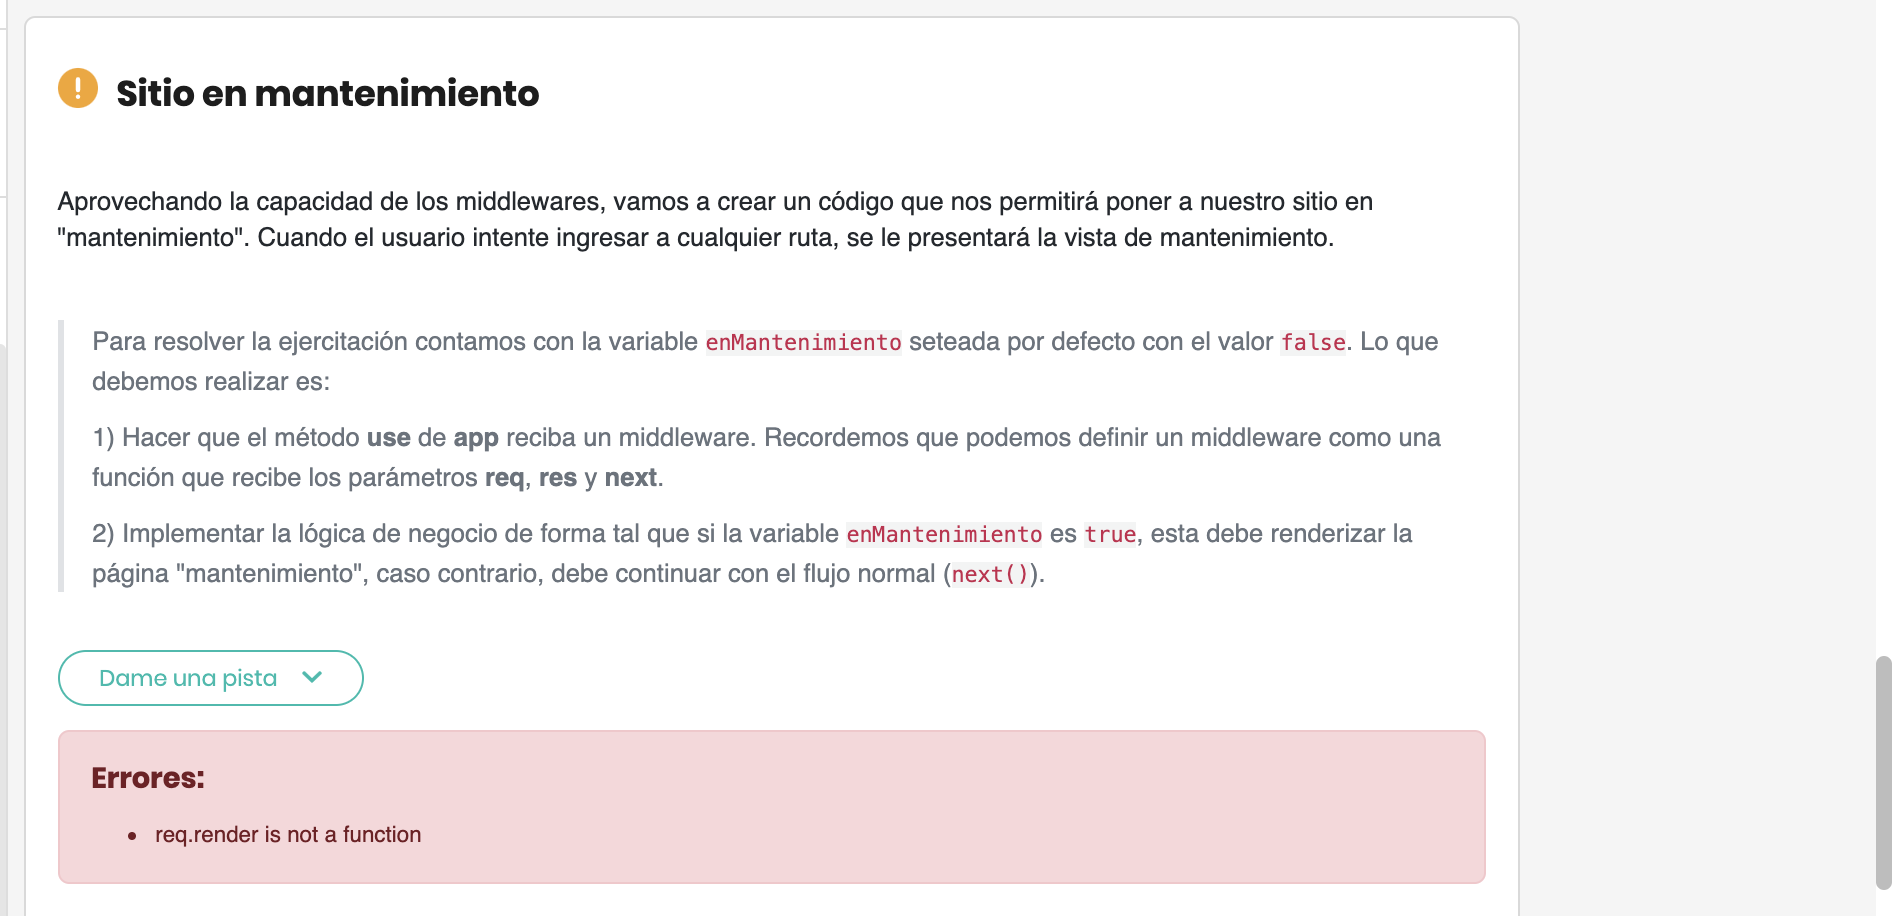 Sitio en mantenimiento
Aprovechando la capacidad de los middlewares, vamos a crear un código que nos permitirá poner a nuestro sitio en
"mantenimiento". Cuando el usuario intente ingresar a cualquier ruta, se le presentará la vista de mantenimiento.
Para resolver la ejercitación contamos con la variable enMantenimiento seteada por defecto con el valor false. Lo que
debemos realizar es:
1) Hacer que el método use de app reciba un middleware. Recordemos que podemos definir un middleware como una
función que recibe los parámetros req, res y next.
2) Implementar la lógica de negocio de forma tal que si la variable enMantenimiento es true, esta debe renderizar la
página "mantenimiento", caso contrario, debe continuar con el flujo normal (next()).
Dame una pista
Errores:
• req.render is not a function